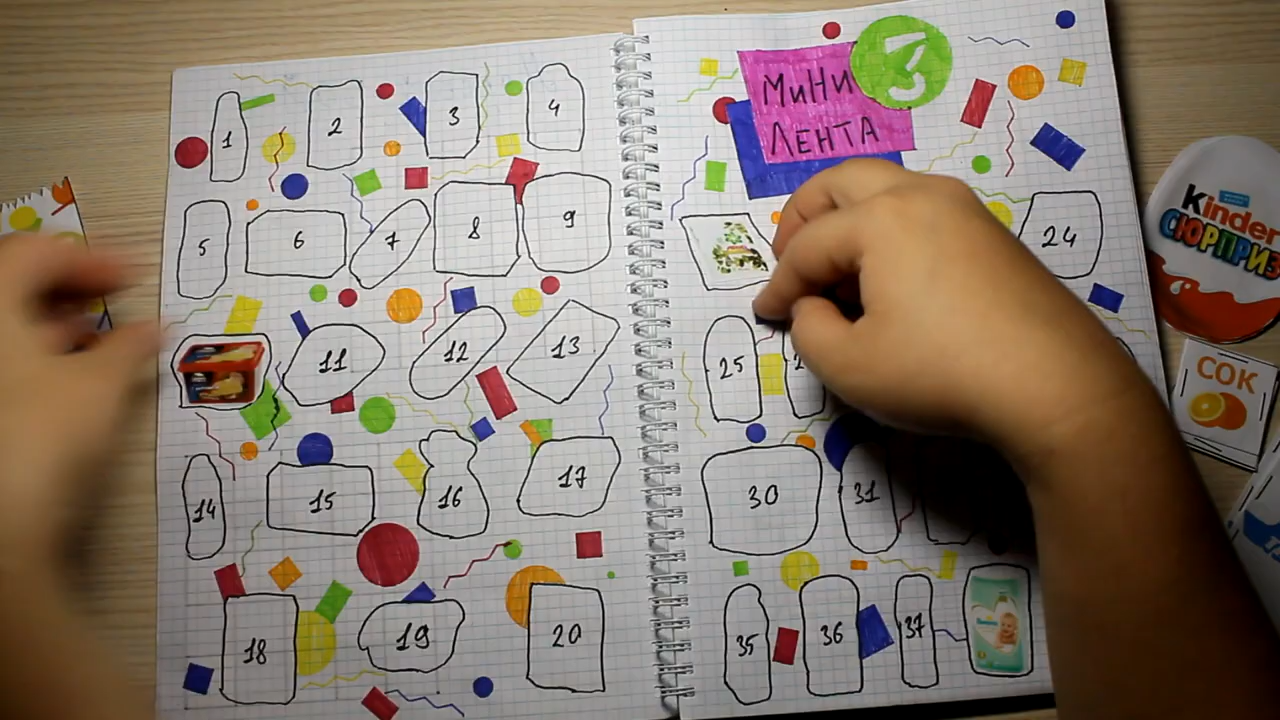 1 2 3 4
5 6 7 8 9
11 12 13
14 15 16 17
18 19 20
МиНи
ЛЕНТА
3
24
25
30 31
35 36 37
Kinder
СЮРПРИЗ
СОК